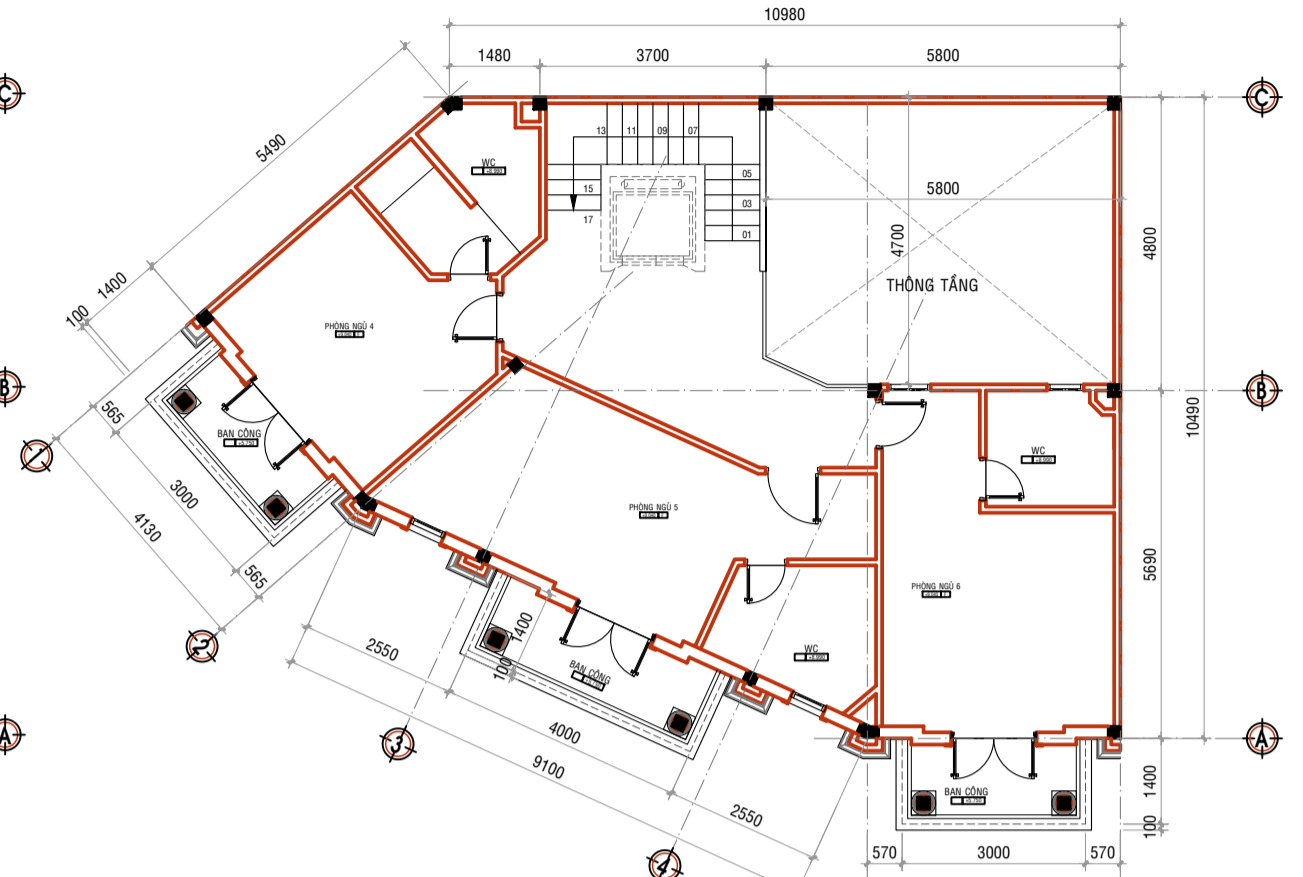 10980
1480
3700
5800
C
C
5490
13
11
09
07
WC
05
15
5800
03
17
01
4700
4800
THÔNG TẦNG
1400
100
PHÒNG NGỦ 4
B
B
10490
565
BAN CÔNG
1
WC
3000
PHÒNG NGỦ 5
4130
5690
565
PHÒNG NGỦ 6
2
1400
2550
WC
100
BAN CÔNG
3
4000
A
A
9100
BAN CÔNG
1400
2550
100
4
570
3000
570